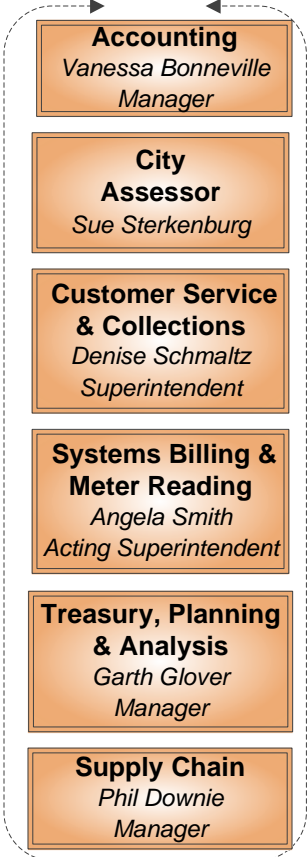 Accounting
Vanessa Bonneville
Manager
City
Assessor
Sue Sterkenburg
Customer Service
& Collections
Denise Schmaltz
Superintendent
Systems Billing &
Meter Reading
Angela Smith
Acting Superintendent
Treasury, Planning
& Analysis
Garth Glover
Manager
Supply Chain
Phil Downie
Manager